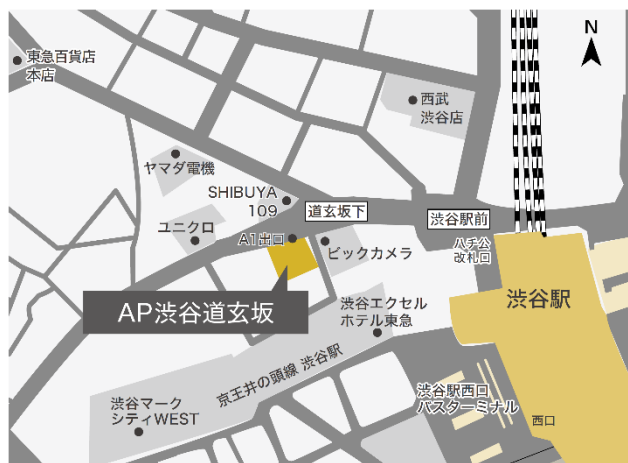 N
東急百貨店
本店
西武
渋谷店
ヤマダ電機
SHIBUYA
109
道玄坂下
渋谷駅前
ユニクロ
A1出口
ビックカメラ
ハチ公
改札口
AP渋谷道玄坂
渋谷エクセル
ホテル東急
渋谷駅
京王井の頭線 渋谷駅
渋谷マーク
シティWEST
渋谷駅西口
バスターミナル
西口